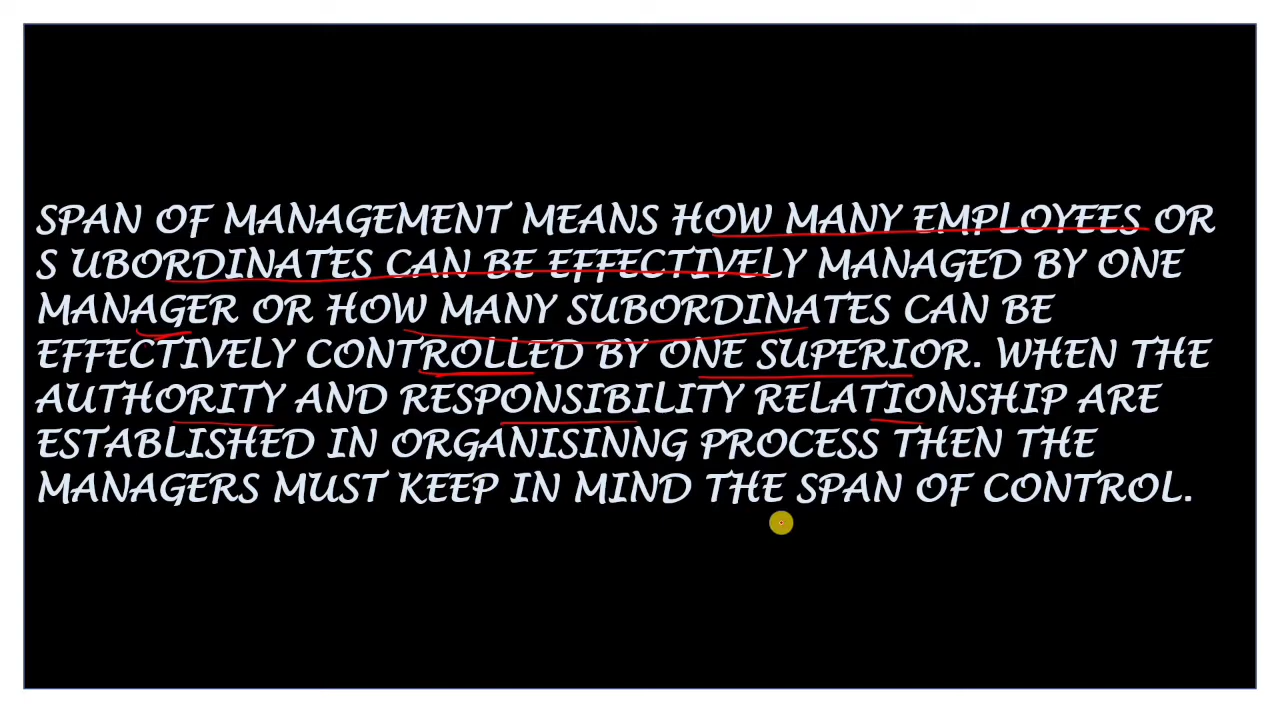 SPAN OF MANAGEMENT MEANS HOW MANY EMPLOYEES OR
S UBORDINATES CAN BE EFFECTIVELY MANAGED BY ONE
MANAGER OR HOW MANY SUBORDINATES CAN BE
EFFECTIVELY CONTROLLED BY ONE SUPERIOR. WHEN THE
AUTHORITY AND RESPONSIBILITY RELATIONSHIP ARE
ESTABLISHED IN ORGANISINNG PROCESS THEN THE
MANAGERS MUST KEEP IN MIND THE SPAN OF CONTROL.